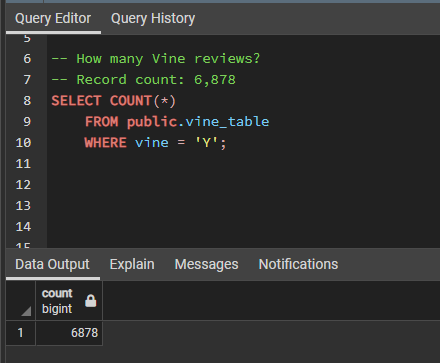 Query Editor Query History
5
6 -- How many Vine reviews?
7 -- Record count: 6,878
8 SELECT COUNT(*)
9 FROM public.vine_table
10 WHERE vine = 'Y';
11
12
13
14
15
Data Output Explain Messages Notifications
count
bigint
1 6878